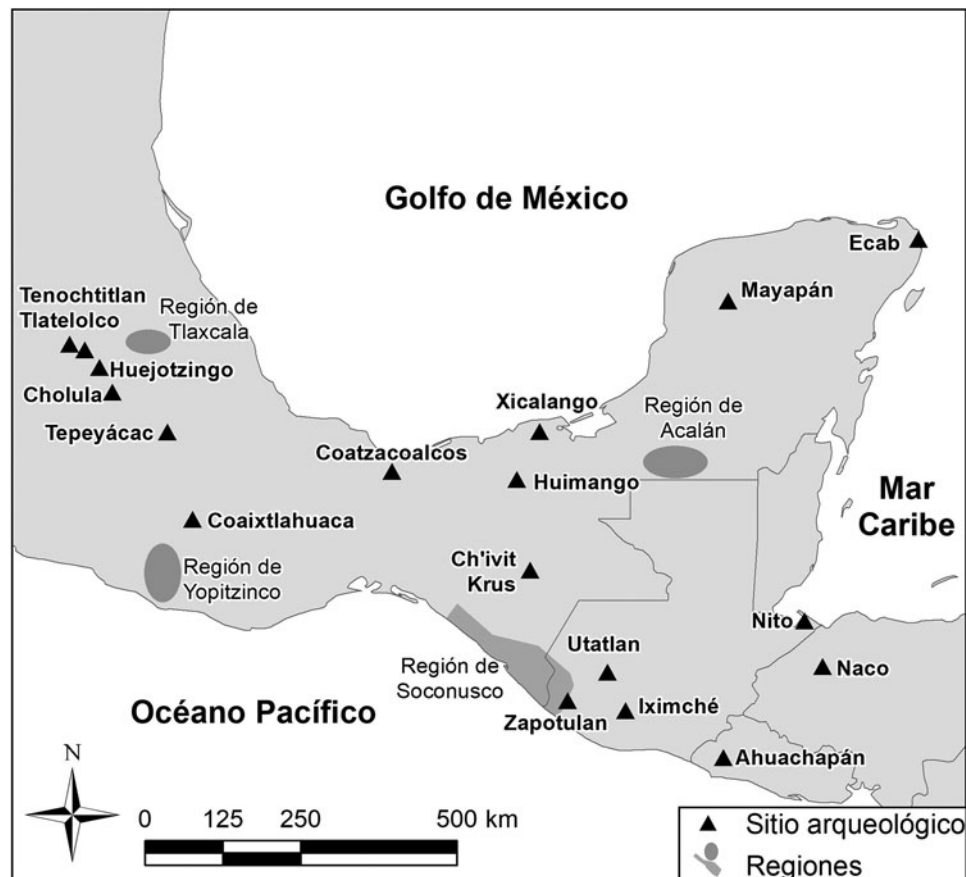 Golfo de México
Ecab
Mayapán
Tenochtitlan
Tlatelolco
Región de
Tlaxcala
Huejotzingo
Cholula
Xicalango
Región de
Acalán
Tepeyácac
Coatzacoalcos
Huimango
Mar
Caribe
Coaixtlahuaca
Ch'ivit
Krus
Región de
Yopitzinco
Nito
Utatlan
Naco
Región de
Soconusco
Iximché
Zapotulan
Océano Pacífico
Ahuachapán
N
0 125 250 500 km
Sitio arqueológico
Regiones